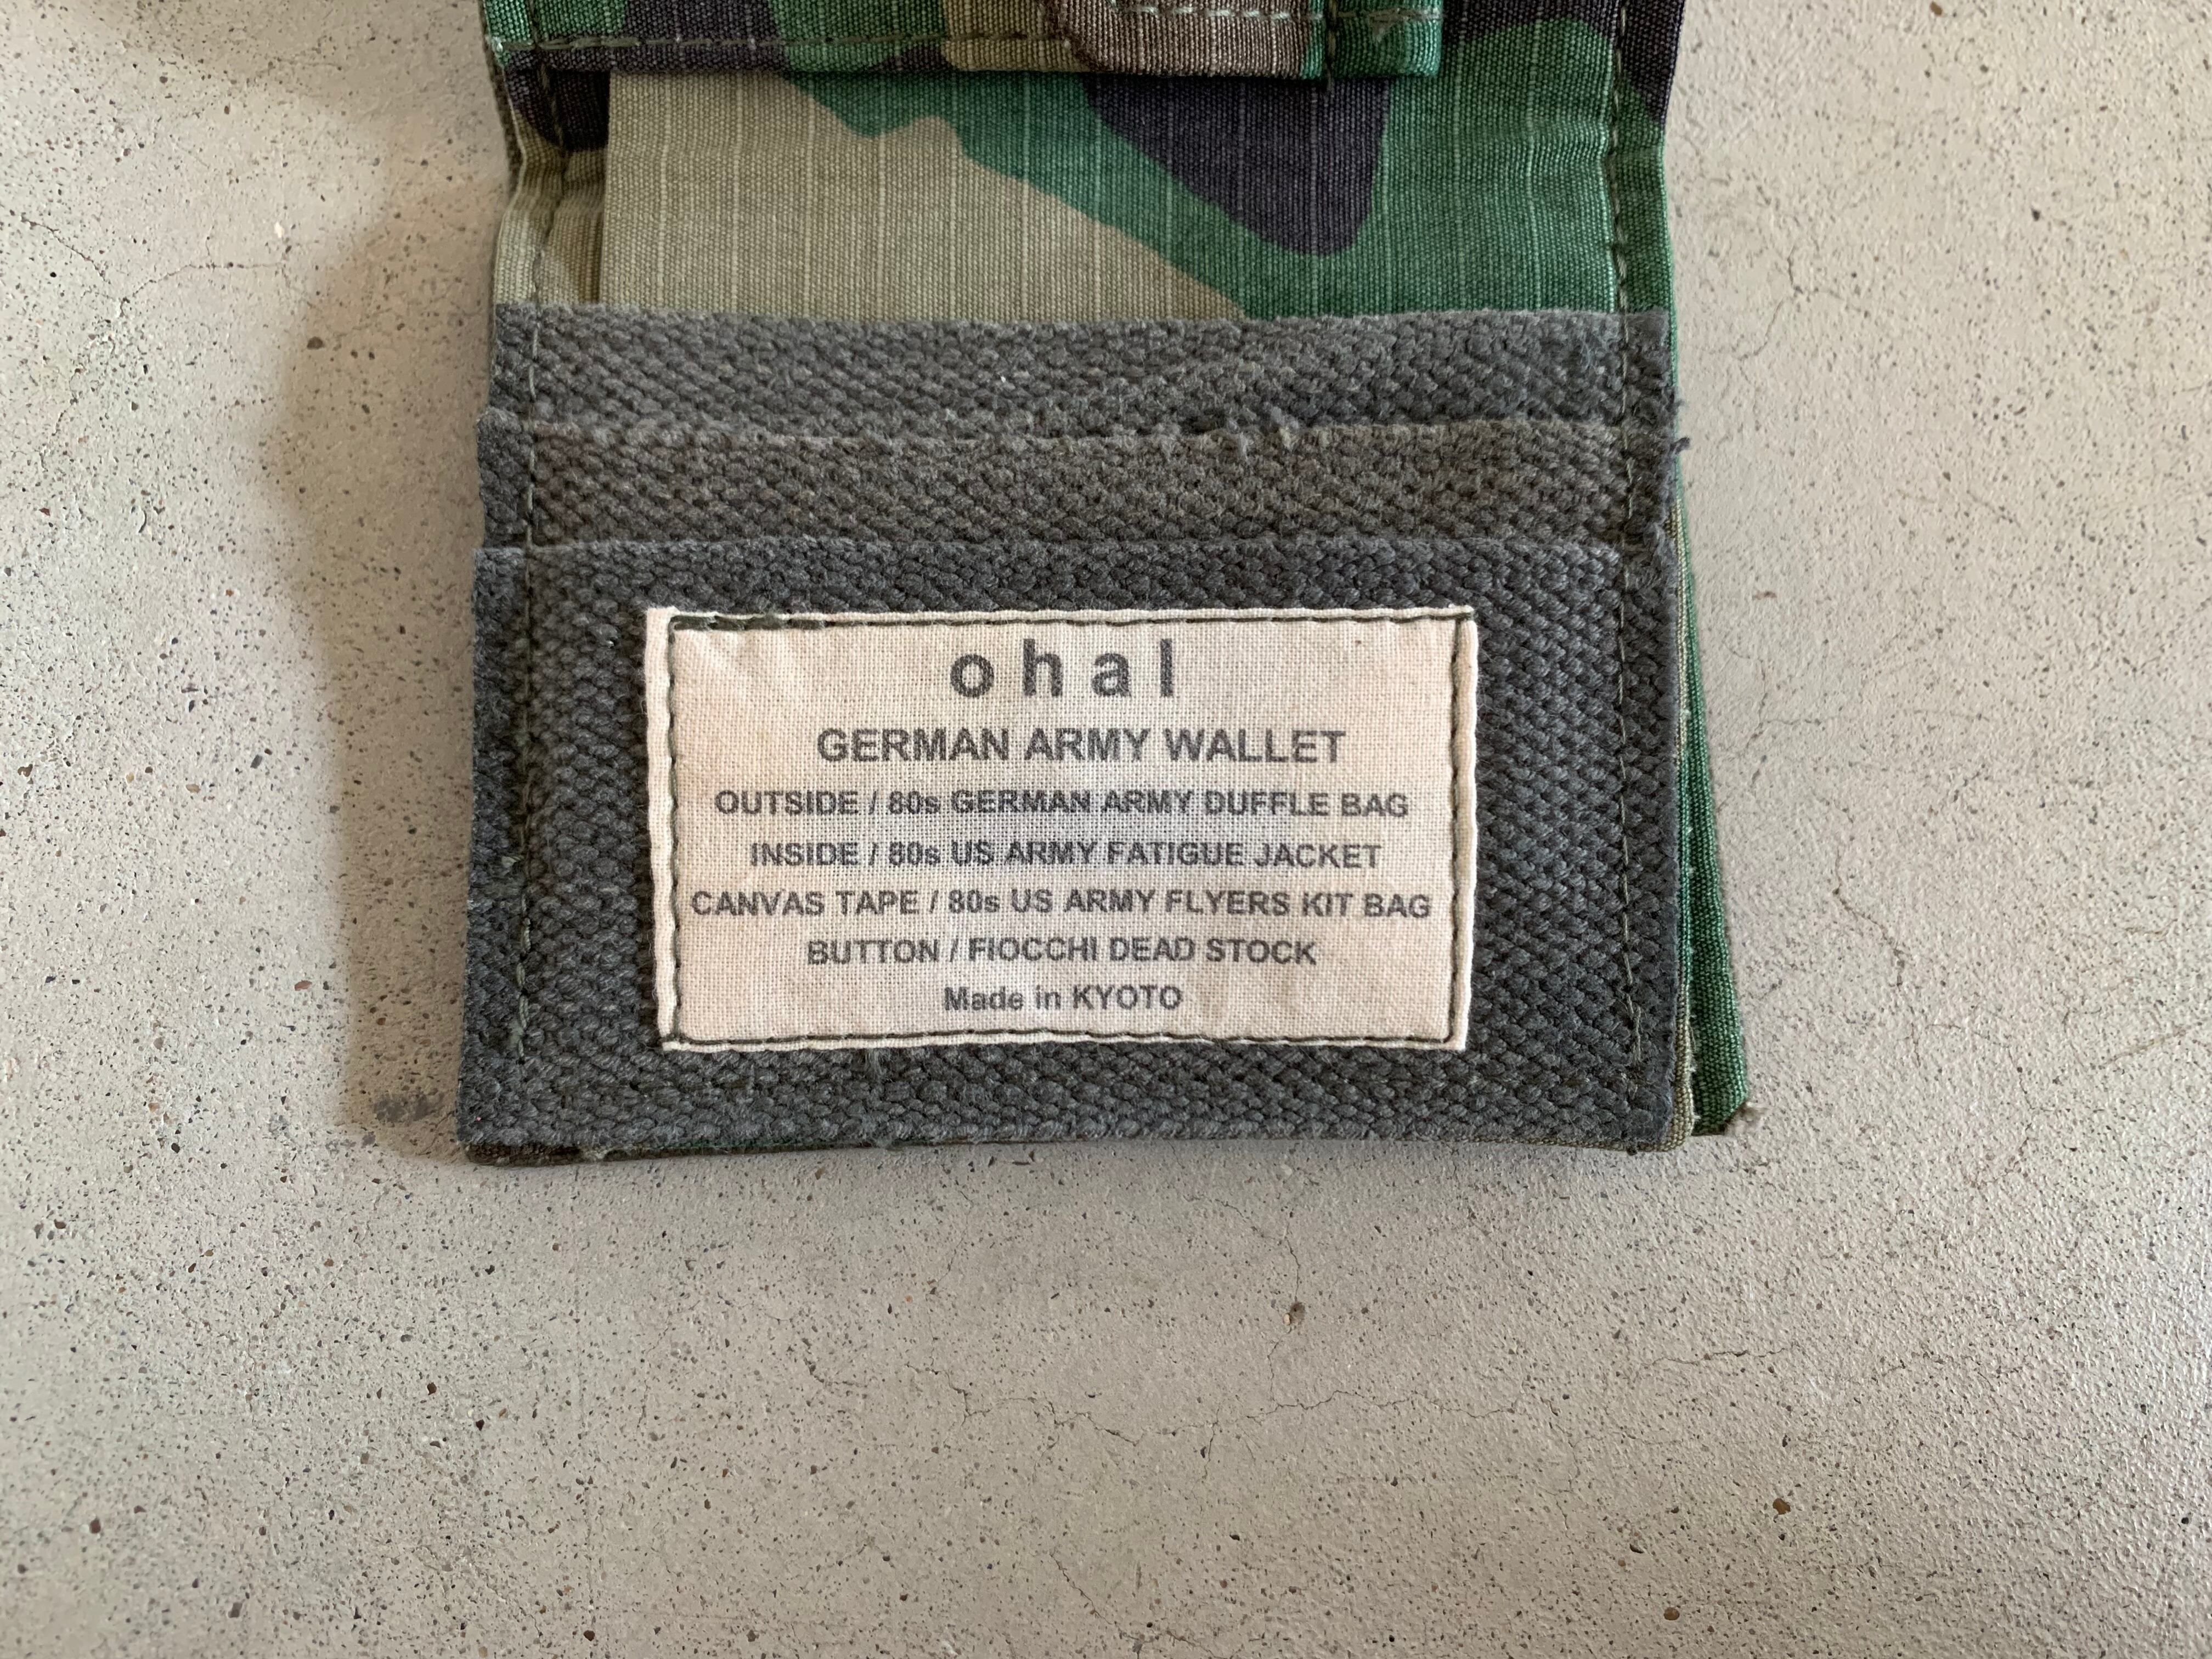 ohal
GERMAN ARMY WALLET
OUTSIDE / 80s GERMAN ARMY DUFFLE BAG
INSIDE / 80s US ARMY FATIGUE JACKET
CANVAS TAPE / 80s US ARMY FLYERS KIT BAG
BUTTON / FIOCCHI DEAD STOCK
Made in KYOTO